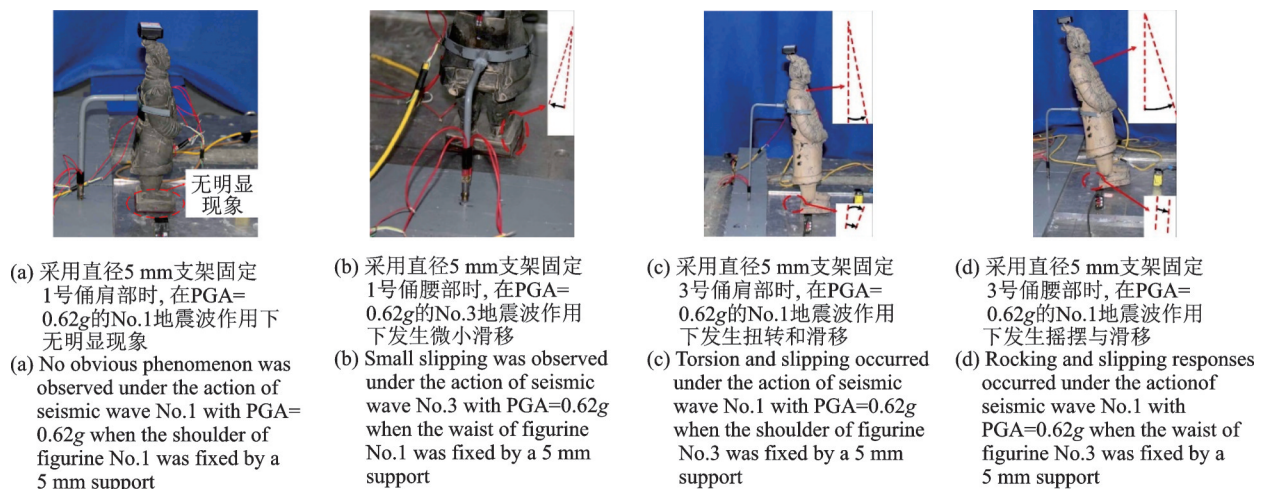 无明显
现象
(a) 采用直径5 mm支架固定
1号俑肩部时, 在PGA=
0.62g的No.1地震波作用下
无明显现象
(a) No obvious phenomenon was
observed under the action of
seismic wave No.1 with PGA=
0.62g when the shoulder of
figurine No.1 was fixed by a
5 mm support
(b) 采用直径5 mm支架固定
1号俑腰部时, 在PGA=
0.62g的No.3地震波作用
下发生微小滑移
(b) Small slipping was observed
under the action of seismic
wave No.3 with PGA=0.62g
when the waist of figurine
No.1 was fixed by a 5 mm
support
(c) 采用直径5 mm支架固定
3号俑肩部时, 在PGA=
0.62g的No.1地震波作用
下发生扭转和滑移
(c) Torsion and slipping occurred
under the action of seismic
wave No.1 with PGA=0.62g
when the shoulder of figurine
No.3 was fixed by a 5 mm
support
(d) 采用直径5 mm支架固定
3号俑腰部时, 在PGA=
0.62g的No.1地震波作用
下发生摇摆与滑移
(d) Rocking and slipping responses
occurred under the actionof
seismic wave No.1 with
PGA=0.62g when the waist of
figurine No.3 was fixed by a
5 mm support